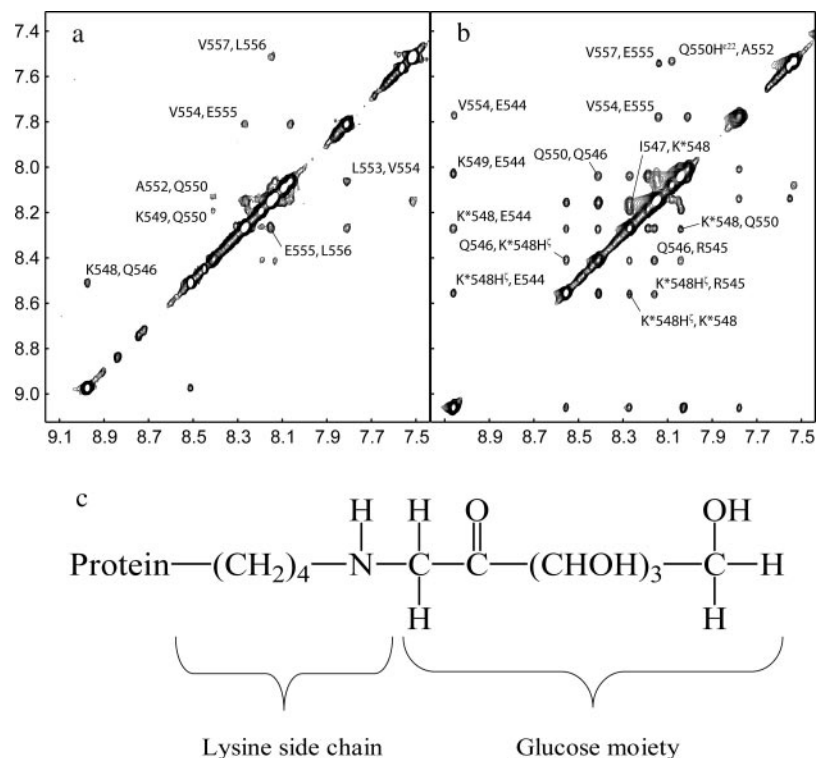 a
b
7.4
7.6
7.8
8.0
8.2
8.4
8.6
8.8
9.0
V557, L556
V554, E555
L553, V554
A552, Q550
K549, Q550
E555, L556
K548, Q546
9.1 8.9 8.7 8.5 8.3 8.1 7.9 7.7 7.5
V557, E555
Q550Hᵋ²², A552
V554, E544
V554, E555
K549, E544
Q550, Q546
I547, K*548
K*548, E544
K*548, Q550
Q546, K*548Hᶻ
Q546, R545
K*548Hᶻ, E544
K*548Hᶻ, R545
K*548Hᶻ, K*548
8.9 8.7 8.5 8.3 8.1 7.9 7.7 7.5
c
H H O OH
Protein—(CH₂)₄—N—C—C—(CHOH)₃—C—H
H H
Lysine side chain
Glucose moiety